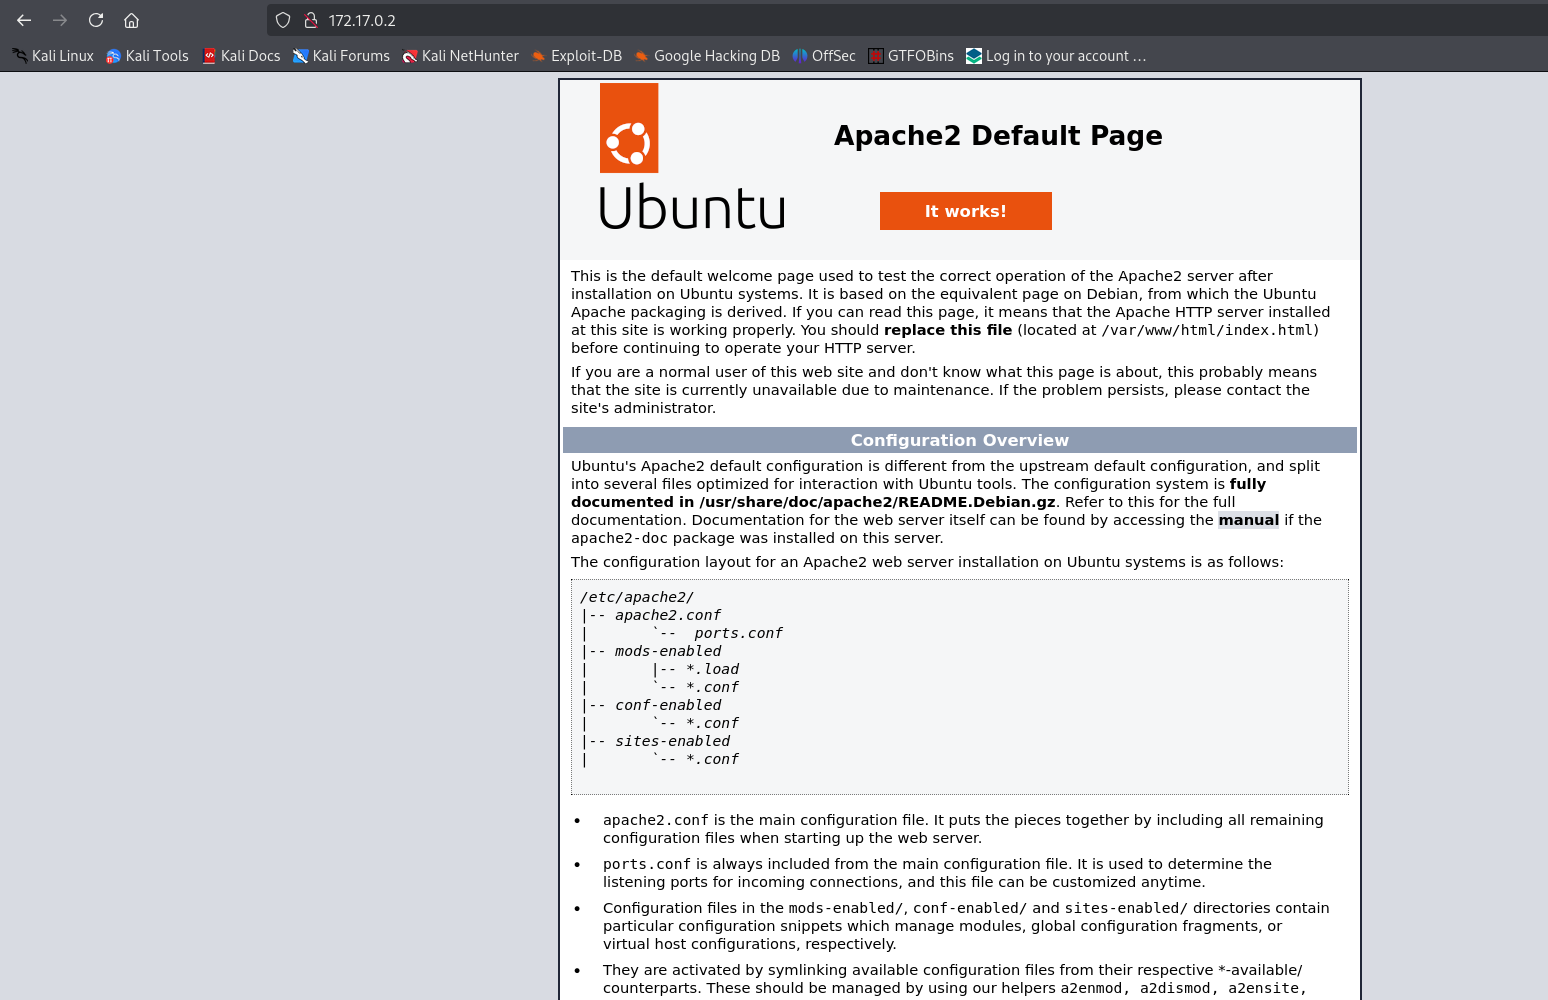 172.17.0.2
Kali Linux Kali Tools Kali Docs Kali Forums Kali NetHunter Exploit-DB Google Hacking DB OffSec GTFOBins Log in to your account …
Apache2 Default Page
Ubuntu
It works!
This is the default welcome page used to test the correct operation of the Apache2 server after
installation on Ubuntu systems. It is based on the equivalent page on Debian, from which the Ubuntu
Apache packaging is derived. If you can read this page, it means that the Apache HTTP server installed
at this site is working properly. You should replace this file (located at /var/www/html/index.html)
before continuing to operate your HTTP server.
If you are a normal user of this web site and don't know what this page is about, this probably means
that the site is currently unavailable due to maintenance. If the problem persists, please contact the
site's administrator.
Configuration Overview
Ubuntu's Apache2 default configuration is different from the upstream default configuration, and split
into several files optimized for interaction with Ubuntu tools. The configuration system is fully
documented in /usr/share/doc/apache2/README.Debian.gz. Refer to this for the full
documentation. Documentation for the web server itself can be found by accessing the manual if the
apache2-doc package was installed on this server.
The configuration layout for an Apache2 web server installation on Ubuntu systems is as follows:
/etc/apache2/
|-- apache2.conf
|       `--  ports.conf
|-- mods-enabled
|       |-- *.load
|       `-- *.conf
|-- conf-enabled
|       `-- *.conf
|-- sites-enabled
|       `-- *.conf
• apache2.conf is the main configuration file. It puts the pieces together by including all remaining
configuration files when starting up the web server.
• ports.conf is always included from the main configuration file. It is used to determine the
listening ports for incoming connections, and this file can be customized anytime.
• Configuration files in the mods-enabled/, conf-enabled/ and sites-enabled/ directories contain
particular configuration snippets which manage modules, global configuration fragments, or
virtual host configurations, respectively.
• They are activated by symlinking available configuration files from their respective *-available/
counterparts. These should be managed by using our helpers a2enmod, a2dismod, a2ensite,